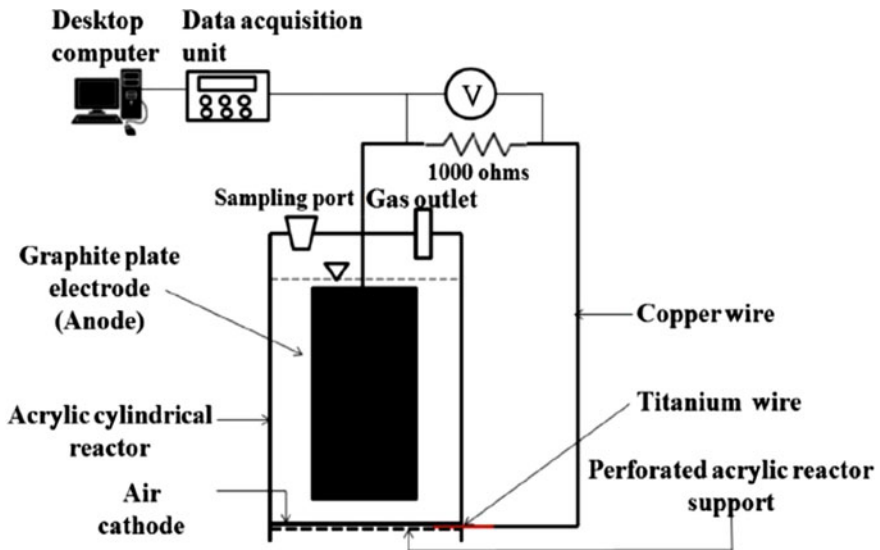 Desktop
computer
Data acquisition
unit
V
1000 ohms
Sampling port
Gas outlet
Graphite plate
electrode
(Anode)
Copper wire
Acrylic cylindrical
reactor
Titanium wire
Perforated acrylic reactor
support
Air
cathode